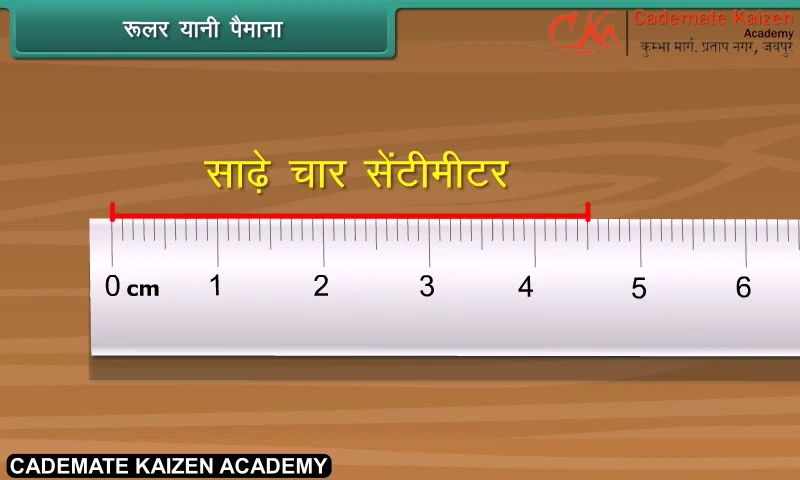 रूलर यानी पैमाना
CKA
Cademate Kaizen
Academy
कुम्भा मार्ग, प्रताप नगर, जयपुर
साढ़े चार सेंटीमीटर
0 cm 1 2 3 4 5 6
CADEMATE KAIZEN ACADEMY